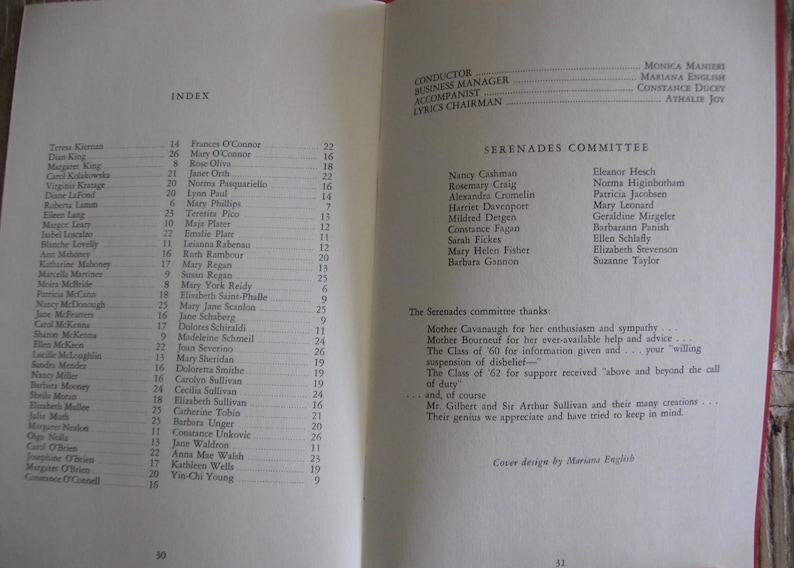 INDEX
Teresa Kiernan 14
Dian King 26
Margaret King 8
Carol Kolakowska 21
Virginia Kratage 20
Diane LaFond 20
Roberta Lamm 6
Eileen Lang 23
Margot Leary 10
Isabel Loscalzo 22
Blanche Lovelly 11
Ann Mahoney 16
Katharine Mahoney 17
Marcella Martinez 9
Moira McBride 8
Patricia McCann 18
Nancy McDonough 25
Jane 16
Carol McKenna 17
Sharon McKenna 9
Ellen McKeon 22
Lucille McLoughlin 13
Sandra Mendez 16
Nancy Miller 16
Barbara Mooney 24
Sheila Moran 18
Elizabeth Mullee 25
Julia Muth 25
Margaret Nealon 11
Olga Nolla 13
Carol O'Brien 22
Josephine O'Brien 17
Margaret O'Brien 20
Constance O'Connell 16
Frances O'Connor 22
Mary O'Connor 16
Rose Oliva 18
Janet Orth 22
Norma Pasquariello 16
Lynn Paul 14
Mary Phillips 7
Teresita Pico 13
Maja Plater 12
Emalie Platt 11
Leianna Rabenau 12
Ruth Rambour 20
Mary Regan 13
Susan Regan 25
Mary York Reidy 6
Elisabeth Saint-Phalle 9
Mary Jane Scanlon 25
Jane Schaberg 9
Dolores Schiraldi 11
Madeleine Schmeil 24
Joan Severino 26
Mary Sheridan 19
Doloretta Smithe 19
Carolyn Sullivan 19
Cecilia Sullivan 24
Elizabeth Sullivan 16
Catherine Tobin 21
Barbara Unger 20
Constance Unkovic 26
Jane Waldron 11
Anna Mae Walsh 23
Kathleen Wells 19
Yin-Chi Young 9
30
CONDUCTOR MONICA MANIERI
BUSINESS MANAGER MARIANA ENGLISH
ACCOMPANIST CONSTANCE DUCEY
LYRICS CHAIRMAN ATHALIE JOY
SERENADES COMMITTEE
Nancy Cashman
Rosemary Craig
Alexandra Cromelin
Harriet Davenport
Mildred Detgen
Constance Fagan
Sarah Fickes
Mary Helen Fisher
Barbara Gannon
Eleanor Hesch
Norma Higinbotham
Patricia Jacobsen
Mary Leonard
Geraldine Mirgeler
Barbarann Panish
Ellen Schlafly
Elizabeth Stevenson
Suzanne Taylor
The Serenades committee thanks:
Mother Cavanaugh for her enthusiasm and sympathy . . .
Mother Bourneuf for her ever-available help and advice . . .
The Class of '60 for information given and . . . your "willing
suspension of disbelief—"
The Class of '62 for support received "above and beyond the call
of duty"
. . . and, of course
Mr. Gilbert and Sir Arthur Sullivan and their many creations . . .
Their genius we appreciate and have tried to keep in mind.
Cover design by Mariana English
31